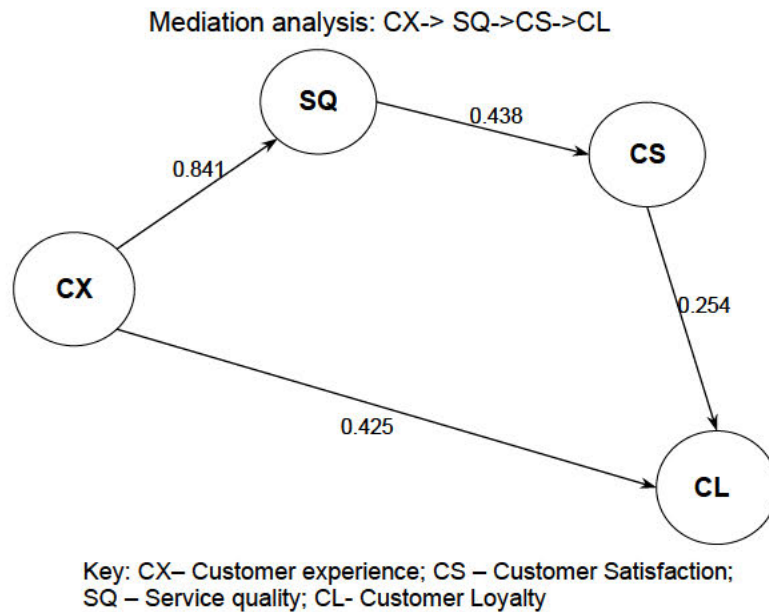 Mediation analysis: CX-> SQ->CS->CL
SQ
0.438
CS
0.841
CX
0.254
0.425
CL
Key: CX– Customer experience; CS – Customer Satisfaction;
SQ – Service quality; CL- Customer Loyalty